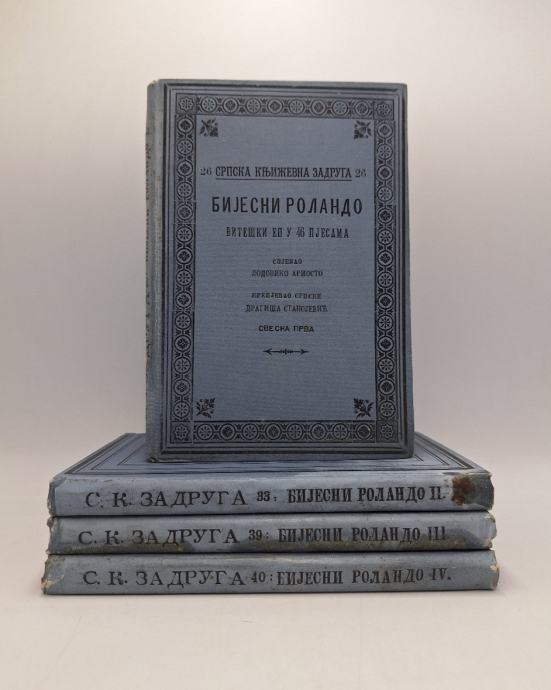 26 СРПСКА КЊИЖЕВНА ЗАДРУГА 26
БИЈЕСНИ РОЛАНДО
ВИТЕШКИ ЕП У 46 ПЈЕСАМА
СПЈЕВАО
ЛОДОВИКО АРИОСТО
ПРЕПЈЕВАО СРПСКИ
ДРАГИША СТАНОЈЕВИЋ
СВЕСКА ПРВА
С. К. ЗАДРУГА 33: БИЈЕСНИ РОЛАНДО II.
С. К. ЗАДРУГА 39: БИЈЕСНИ РОЛАНДО III
С. К. ЗАДРУГА 40: БИЈЕСНИ РОЛАНДО IV.